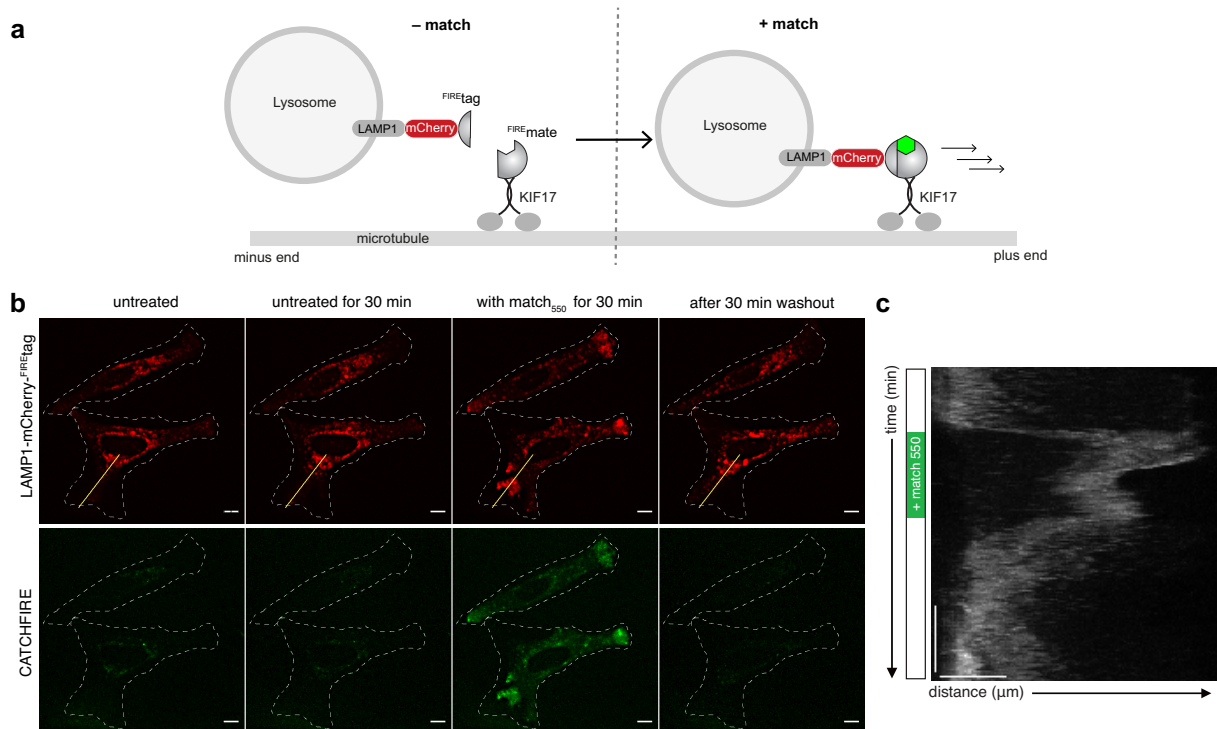 a
– match
+ match
Lysosome
LAMP1
mCherry
FIREtag
FIREmate
KIF17
microtubule
minus end
Lysosome
LAMP1
mCherry
KIF17
plus end
b
untreated
untreated for 30 min
with match550 for 30 min
after 30 min washout
LAMP1-mCherry-FIREtag
CATCHFIRE
c
time (min)
+ match 550
distance (µm)